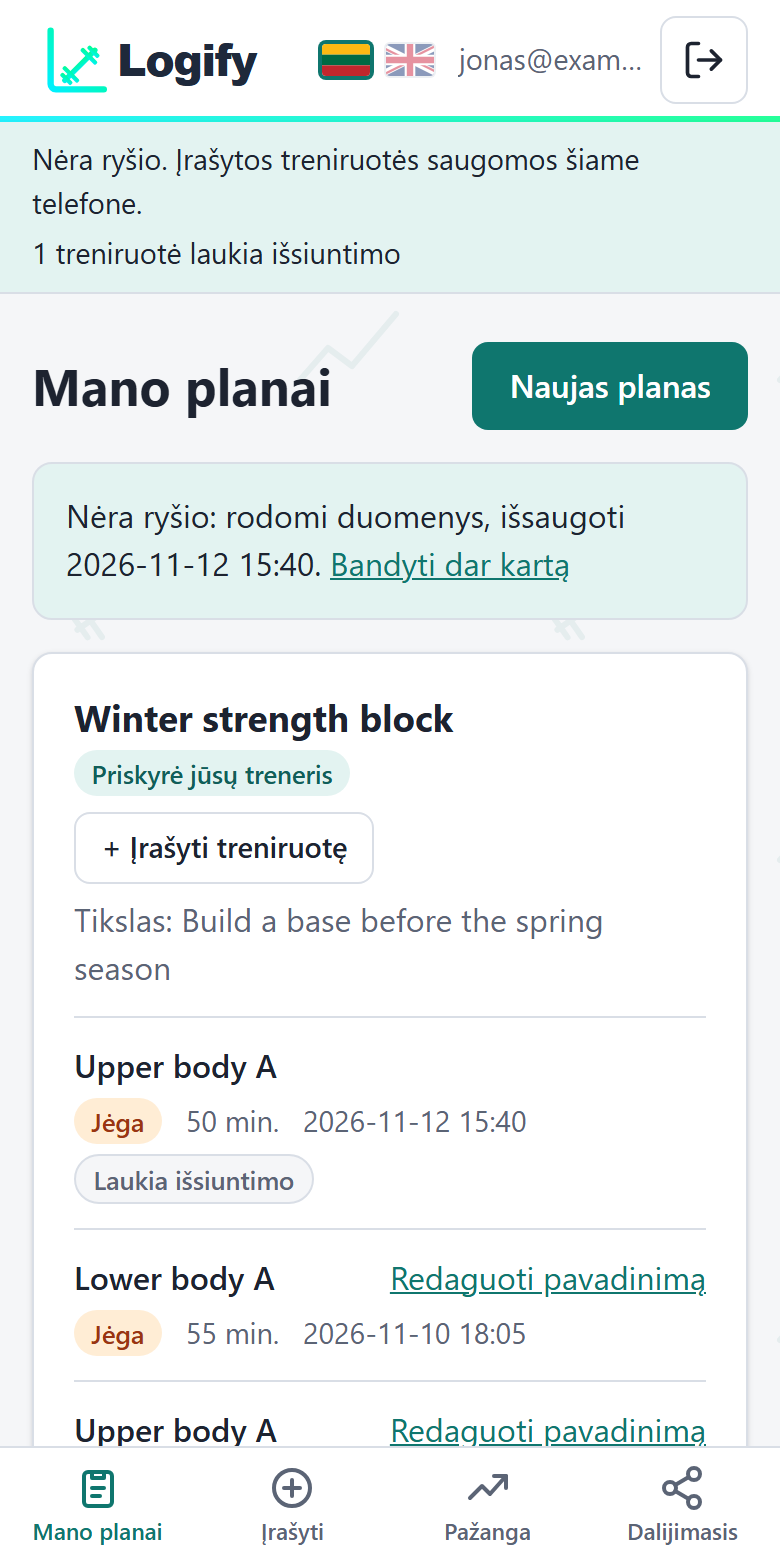 Logify
jonas@exam...
Nėra ryšio. Įrašytos treniruotės saugomos šiame
telefone.
1 treniruotė laukia išsiuntimo
Mano planai
Naujas planas
Nėra ryšio: rodomi duomenys, išsaugoti
2026-11-12 15:40. Bandyti dar kartą
Winter strength block
Priskyrė jūsų treneris
+ Įrašyti treniruotę
Tikslas: Build a base before the spring
season
Upper body A
Jėga 50 min. 2026-11-12 15:40
Laukia išsiuntimo
Lower body A Redaguoti pavadinimą
Jėga 55 min. 2026-11-10 18:05
Upper body A Redaguoti pavadinimą
Mano planai Įrašyti Pažanga Dalijimasis